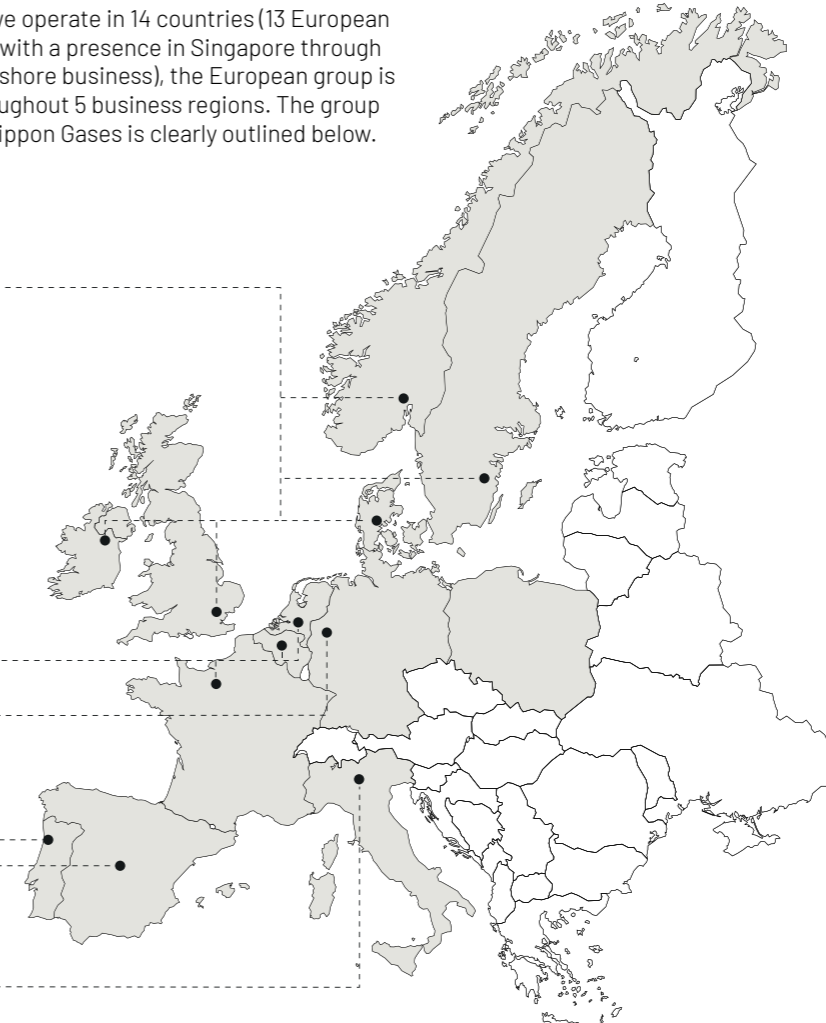 we operate in 14 countries (13 European
with a presence in Singapore through
shore business), the European group is
ughout 5 business regions. The group
ippon Gases is clearly outlined below.